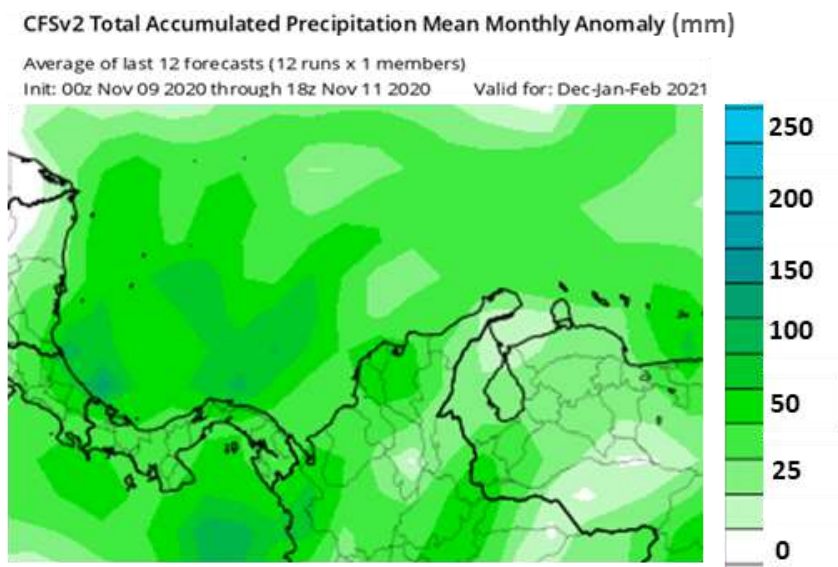 CFSv2 Total Accumulated Precipitation Mean Monthly Anomaly (mm)
Average of last 12 forecasts (12 runs x 1 members)
Init: 00z Nov 09 2020 through 18z Nov 11 2020 Valid for: Dec-Jan-Feb 2021
250
200
150
100
50
25
0